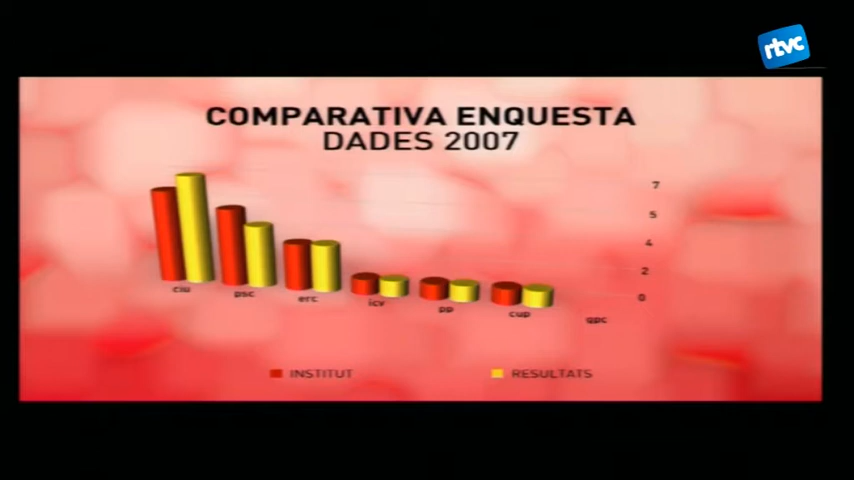 rtvc
COMPARATIVA ENQUESTA
DADES 2007
7
5
4
2
0
ciu
psc
erc
icv
pp
cup
gpc
INSTITUT
RESULTATS